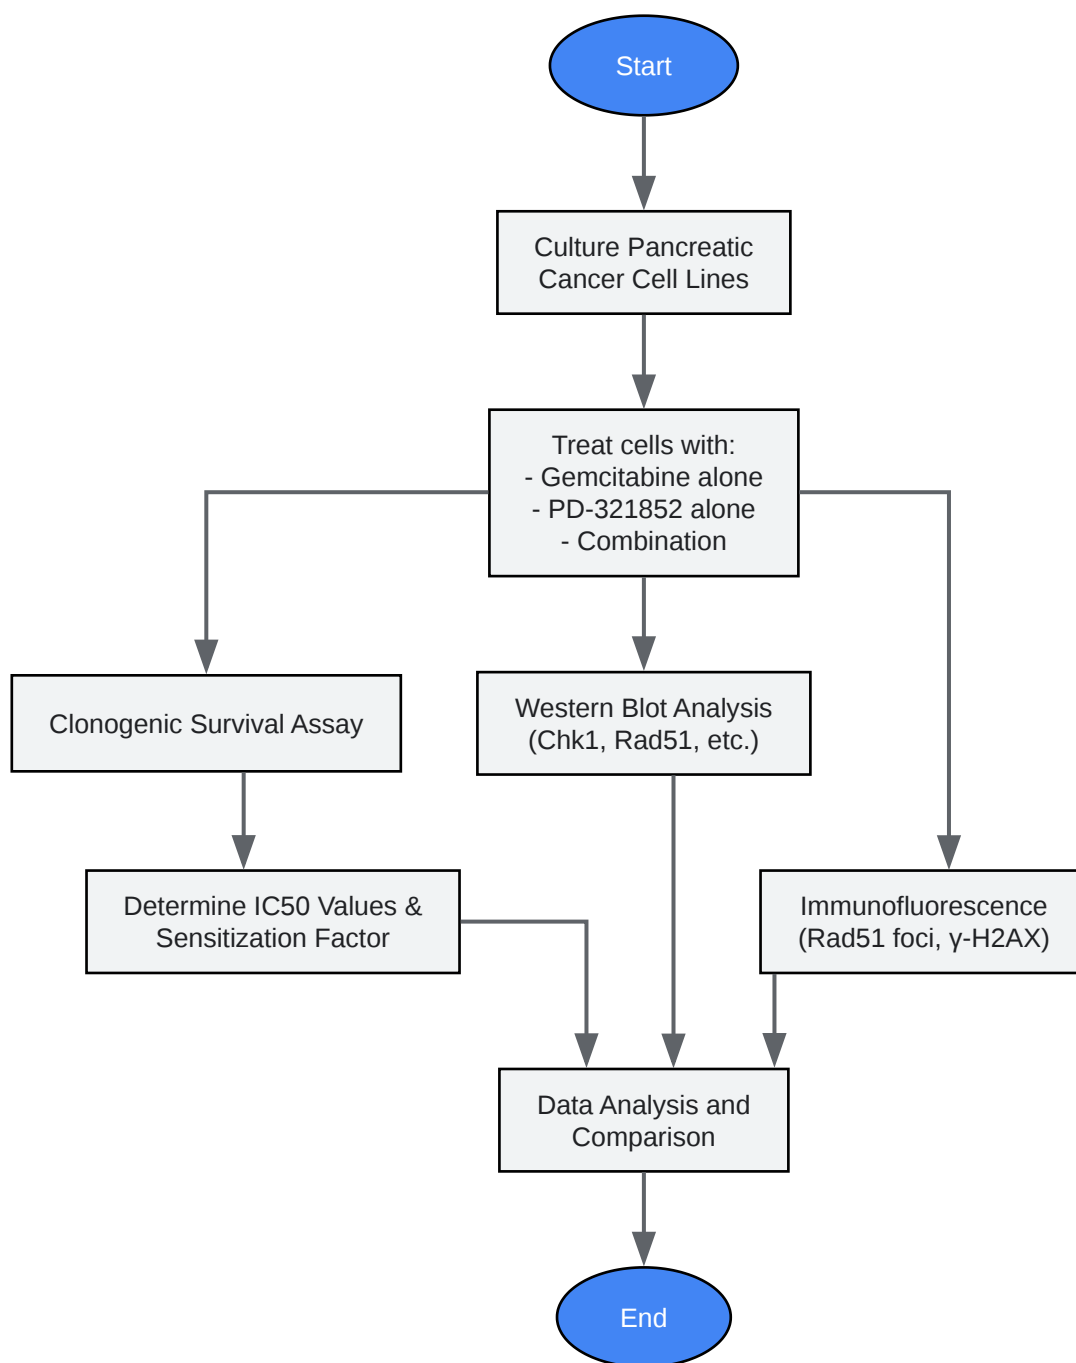 Start
Culture Pancreatic
Cancer Cell Lines
Treat cells with:
- Gemcitabine alone
- PD-321852 alone
- Combination
Clonogenic Survival Assay
Western Blot Analysis
(Chk1, Rad51, etc.)
Determine IC50 Values &
Sensitization Factor
Immunofluorescence
(Rad51 foci, γ-H2AX)
Data Analysis and
Comparison
End